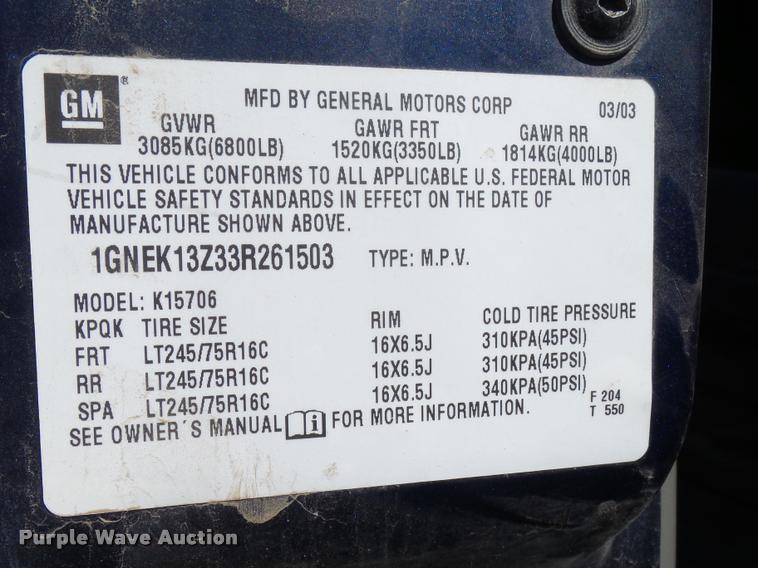 GM®
MFD BY GENERAL MOTORS CORP 03/03
GVWR GAWR FRT GAWR RR
3085KG(6800LB) 1520KG(3350LB) 1814KG(4000LB)
THIS VEHICLE CONFORMS TO ALL APPLICABLE U.S. FEDERAL MOTOR
VEHICLE SAFETY STANDARDS IN EFFECT ON THE DATE OF
MANUFACTURE SHOWN ABOVE.
1GNEK13Z33R261503 TYPE: M.P.V.
MODEL: K15706
KPQK TIRE SIZE RIM COLD TIRE PRESSURE
FRT LT245/75R16C 16X6.5J 310KPA(45PSI)
RR LT245/75R16C 16X6.5J 310KPA(45PSI)
SPA LT245/75R16C 16X6.5J 340KPA(50PSI) F 204
T 550
SEE OWNER´S MANUAL i FOR MORE INFORMATION.
Purple Wave Auction